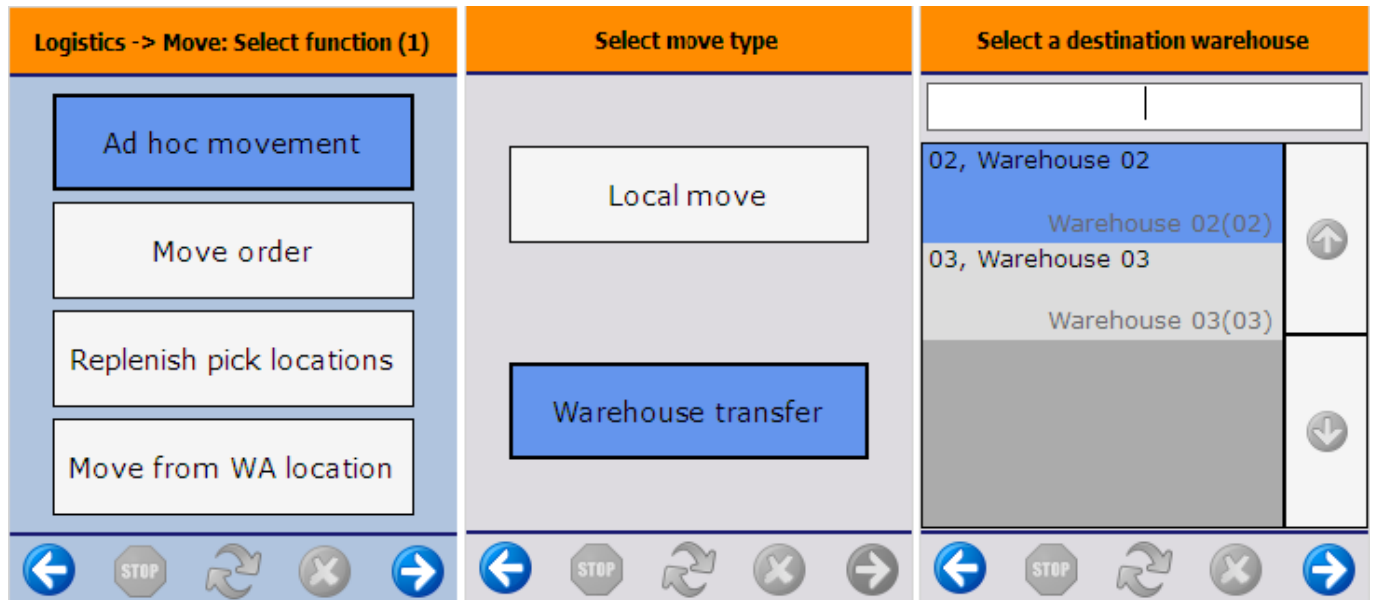 Logistics -> Move: Select function (1)
Ad hoc movement
Move order
Replenish pick locations
Move from WA location
STOP
Select move type
Local move
Warehouse transfer
STOP
Select a destination warehouse
02, Warehouse 02
Warehouse 02(02)
03, Warehouse 03
Warehouse 03(03)
STOP